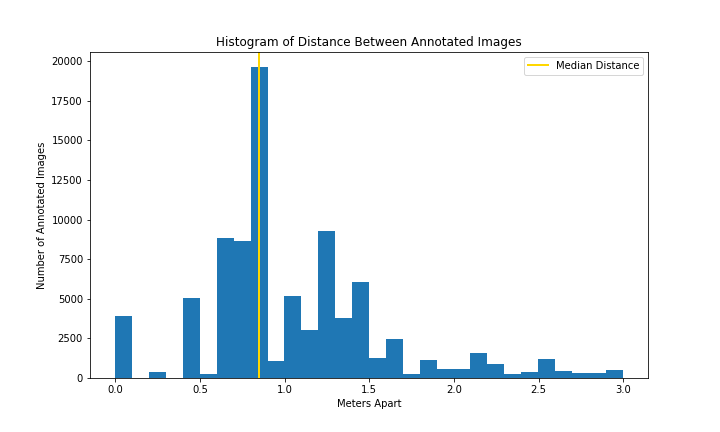 Histogram of Distance Between Annotated Images
Median Distance
Number of Annotated Images
20000
17500
15000
12500
10000
7500
5000
2500
0
0.0 0.5 1.0 1.5 2.0 2.5 3.0
Meters Apart